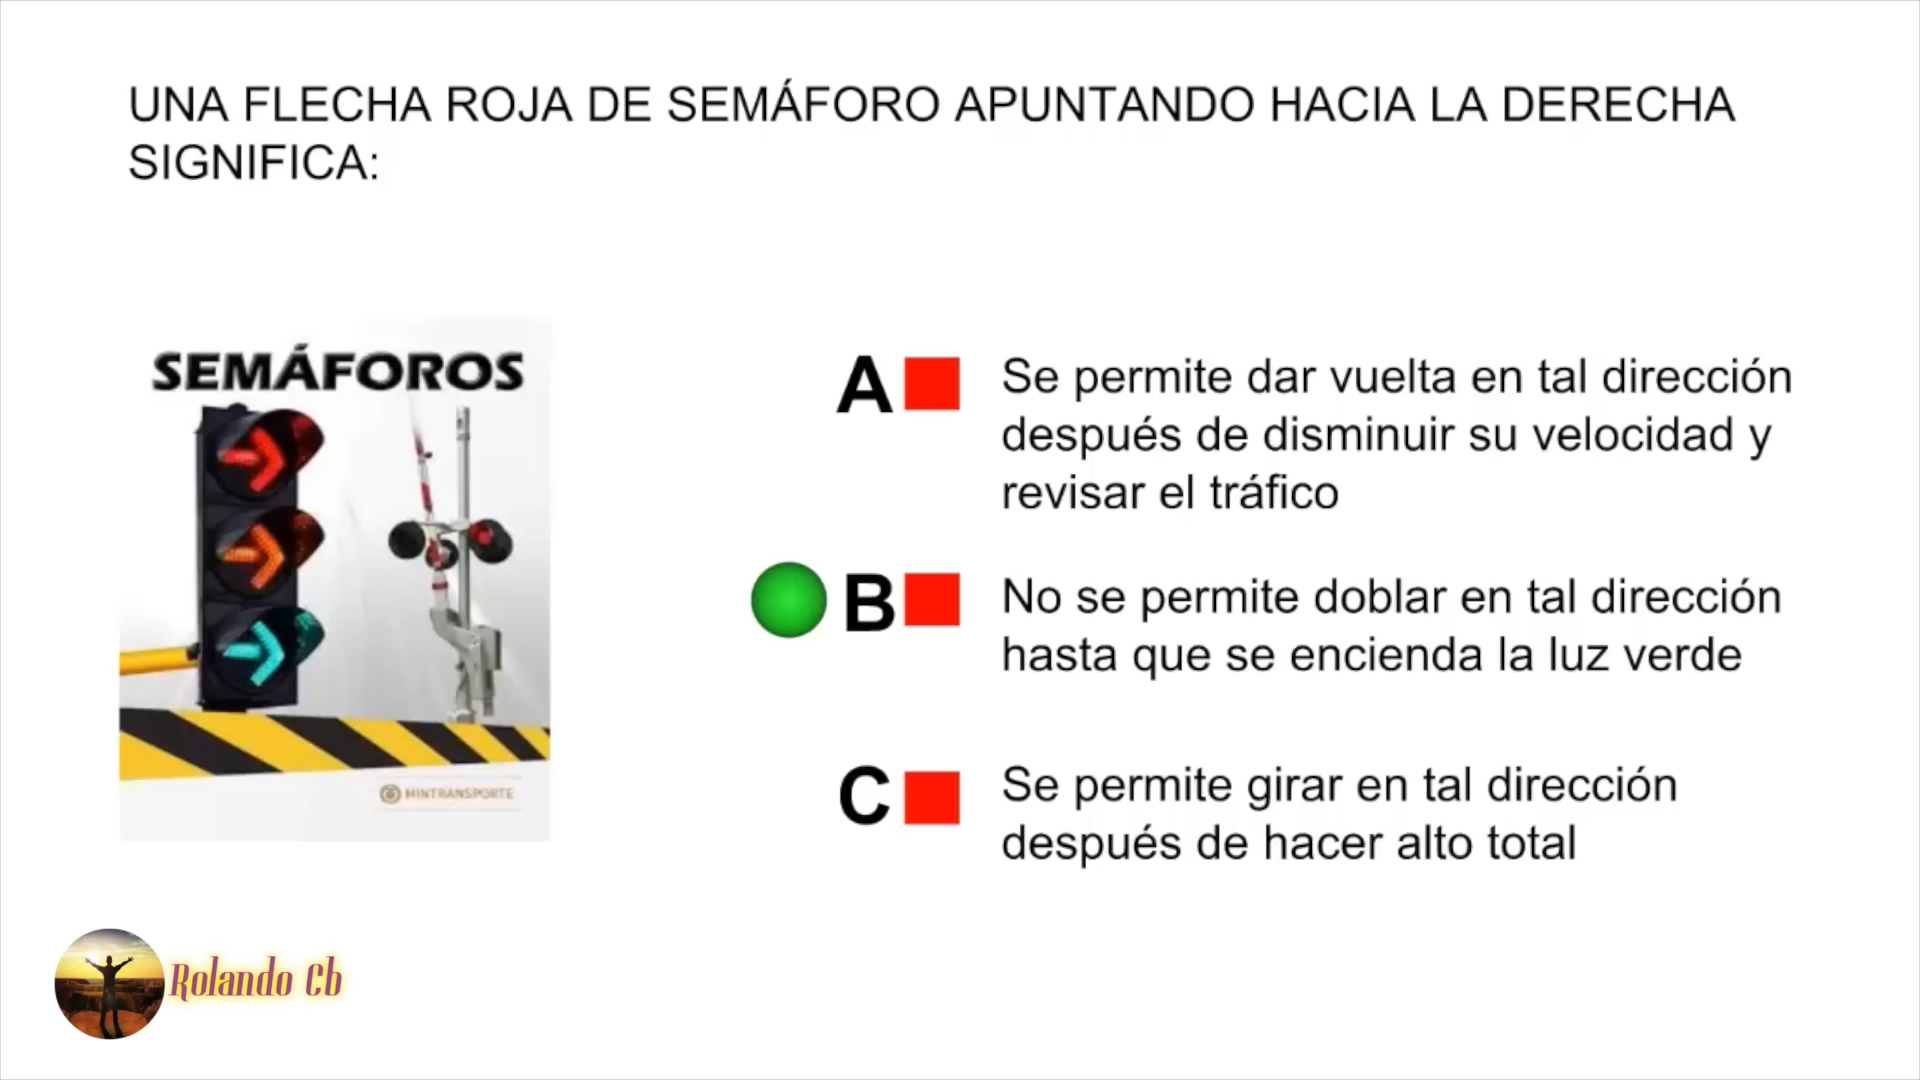 UNA FLECHA ROJA DE SEMÁFORO APUNTANDO HACIA LA DERECHA
SIGNIFICA:
SEMÁFOROS
MINTRANSPORTE
A Se permite dar vuelta en tal dirección
después de disminuir su velocidad y
revisar el tráfico
B No se permite doblar en tal dirección
hasta que se encienda la luz verde
C Se permite girar en tal dirección
después de hacer alto total
Rolando Cb